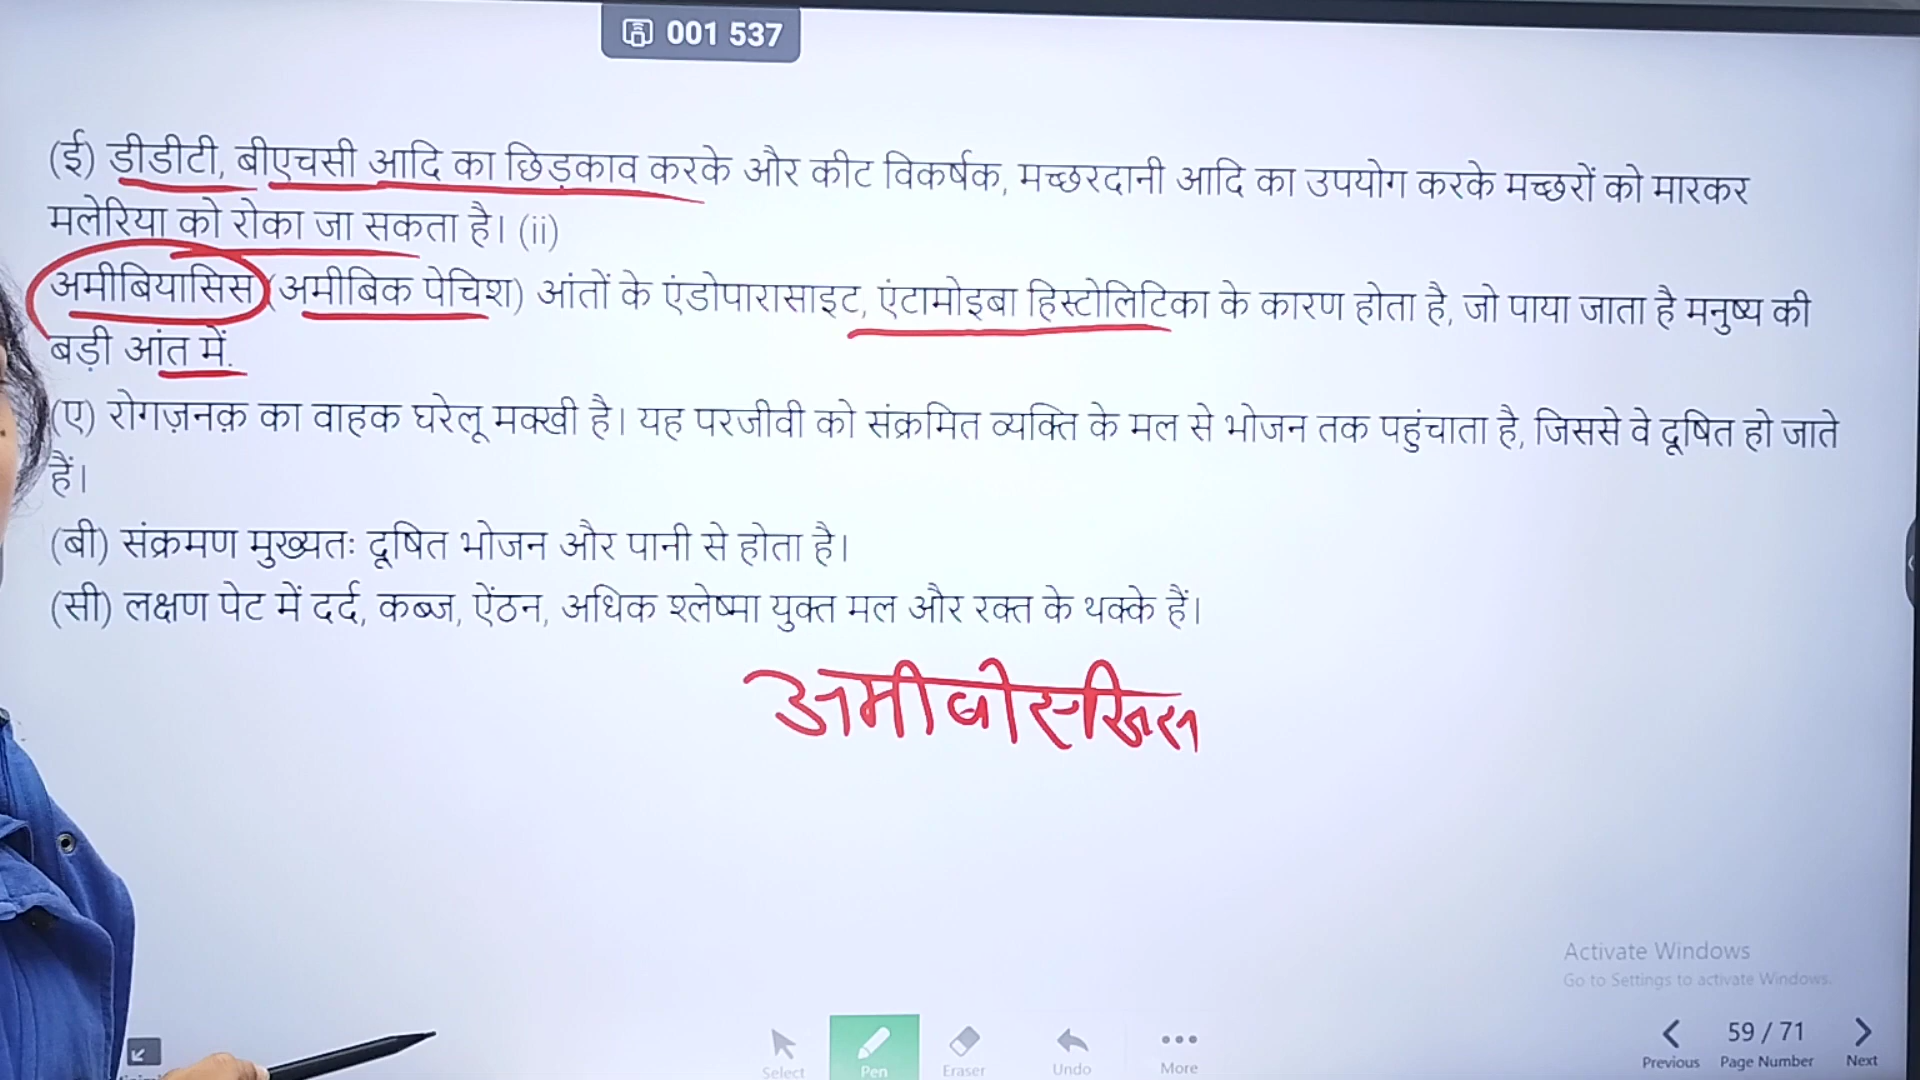 001 537
(ई) डीडीटी, बीएचसी आदि का छिड़काव करके और कीट विकर्षक, मच्छरदानी आदि का उपयोग करके मच्छरों को मारकर
मलेरिया को रोका जा सकता है। (ii)
अमीबियासिस (अमीबिक पेचिश) आंतों के एंडोपारासाइट, एंटामोइबा हिस्टोलिटिका के कारण होता है, जो पाया जाता है मनुष्य की
बड़ी आंत में.
(ए) रोगज़नक़ का वाहक घरेलू मक्खी है। यह परजीवी को संक्रमित व्यक्ति के मल से भोजन तक पहुंचाता है, जिससे वे दूषित हो जाते
हैं।
(बी) संक्रमण मुख्यतः दूषित भोजन और पानी से होता है।
(सी) लक्षण पेट में दर्द, कब्ज, ऐंठन, अधिक श्लेष्मा युक्त मल और रक्त के थक्के हैं।
Activate Windows
Go to Settings to activate Windows.
59 / 71
Select Pen Eraser Undo More Previous Page Number Next